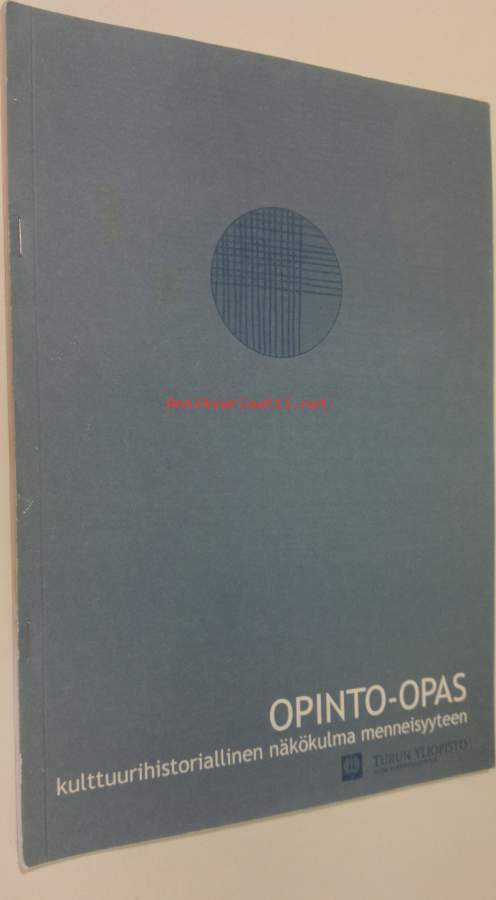 Antikvariaatti.net
OPINTO-OPAS
kulttuurihistoriallinen näkökulma menneisyyteen
TURUN YLIOPISTO